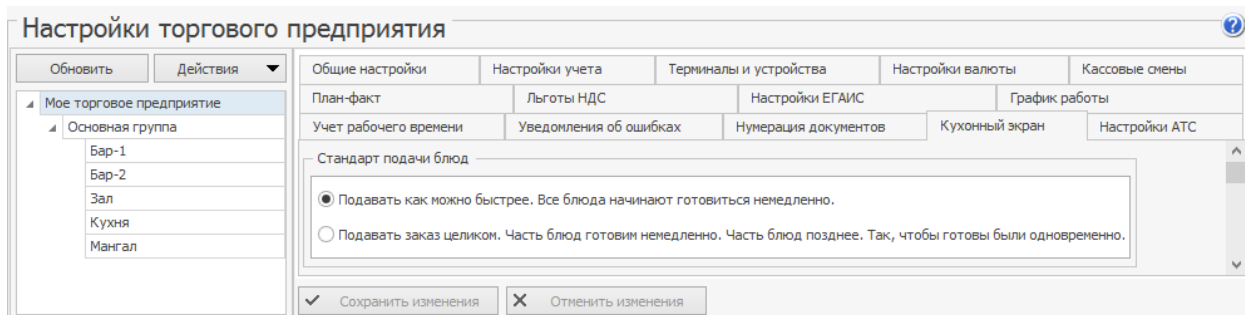 Настройки торгового предприятия
Обновить
Действия
Мое торговое предприятие
Основная группа
Бар-1
Бар-2
Зал
Кухня
Мангал
Общие настройки
Настройки учета
Терминалы и устройства
Настройки валюты
Кассовые смены
План-факт
Льготы НДС
Настройки ЕГАИС
График работы
Учет рабочего времени
Уведомления об ошибках
Нумерация документов
Кухонный экран
Настройки АТС
Стандарт подачи блюд
Подавать как можно быстрее. Все блюда начинают готовиться немедленно.
Подавать заказ целиком. Часть блюд готовим немедленно. Часть блюд позднее. Так, чтобы готовы были одновременно.
Сохранить изменения
Отменить изменения